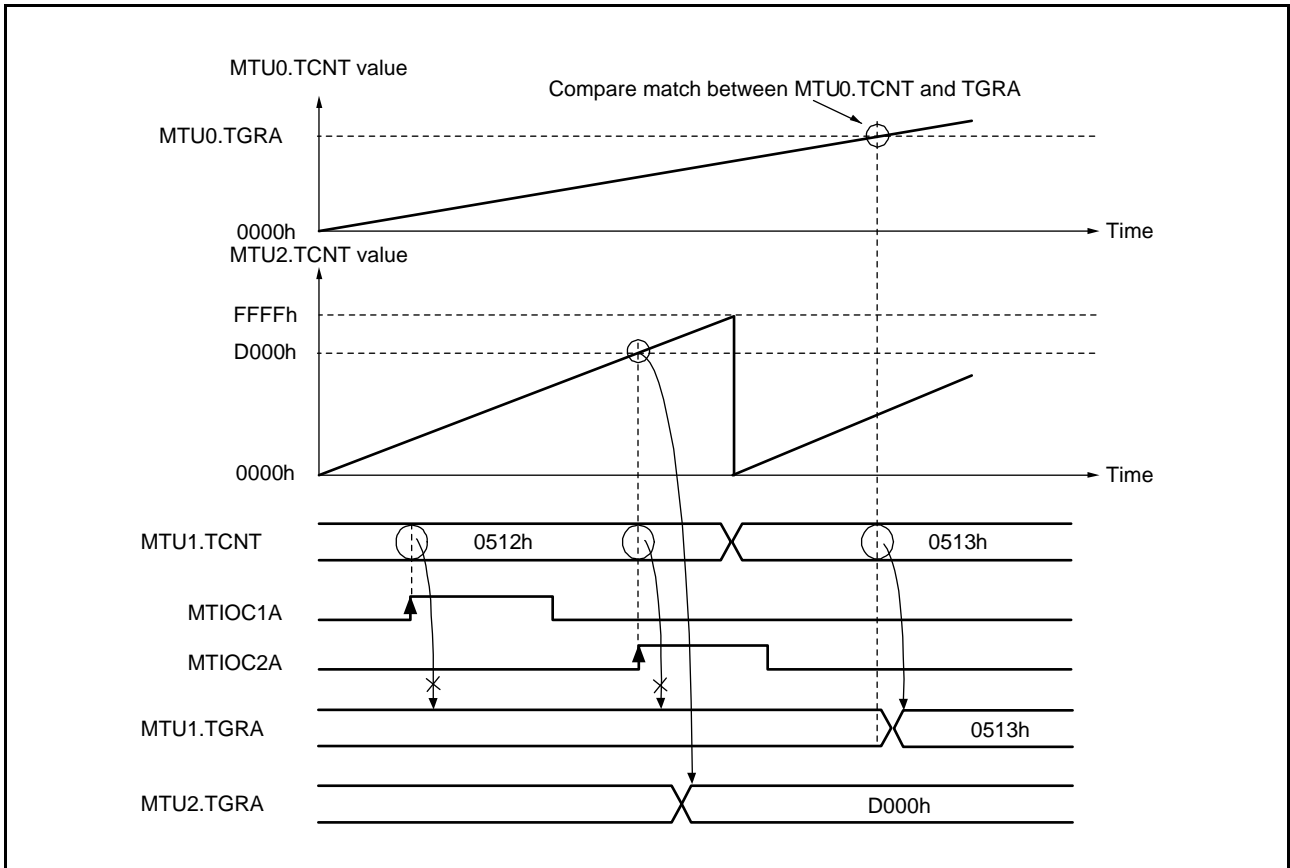 MTU0.TCNT value
Compare match between MTU0.TCNT and TGRA
MTU0.TGRA
0000h
Time
MTU2.TCNT value
FFFFh
D000h
0000h
Time
MTU1.TCNT
0512h
0513h
MTIOC1A
MTIOC2A
MTU1.TGRA
0513h
MTU2.TGRA
D000h